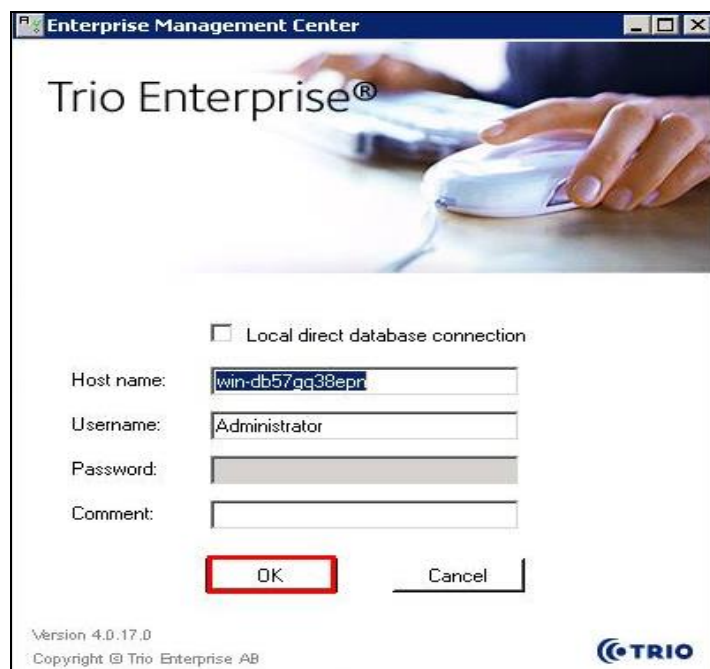 Enterprise Management Center
Trio Enterprise®
Local direct database connection
Host name: win-db57gq38epn
Username: Administrator
Password:
Comment:
OK Cancel
Version 4.0.17.0
Copyright © Trio Enterprise AB
TRIO